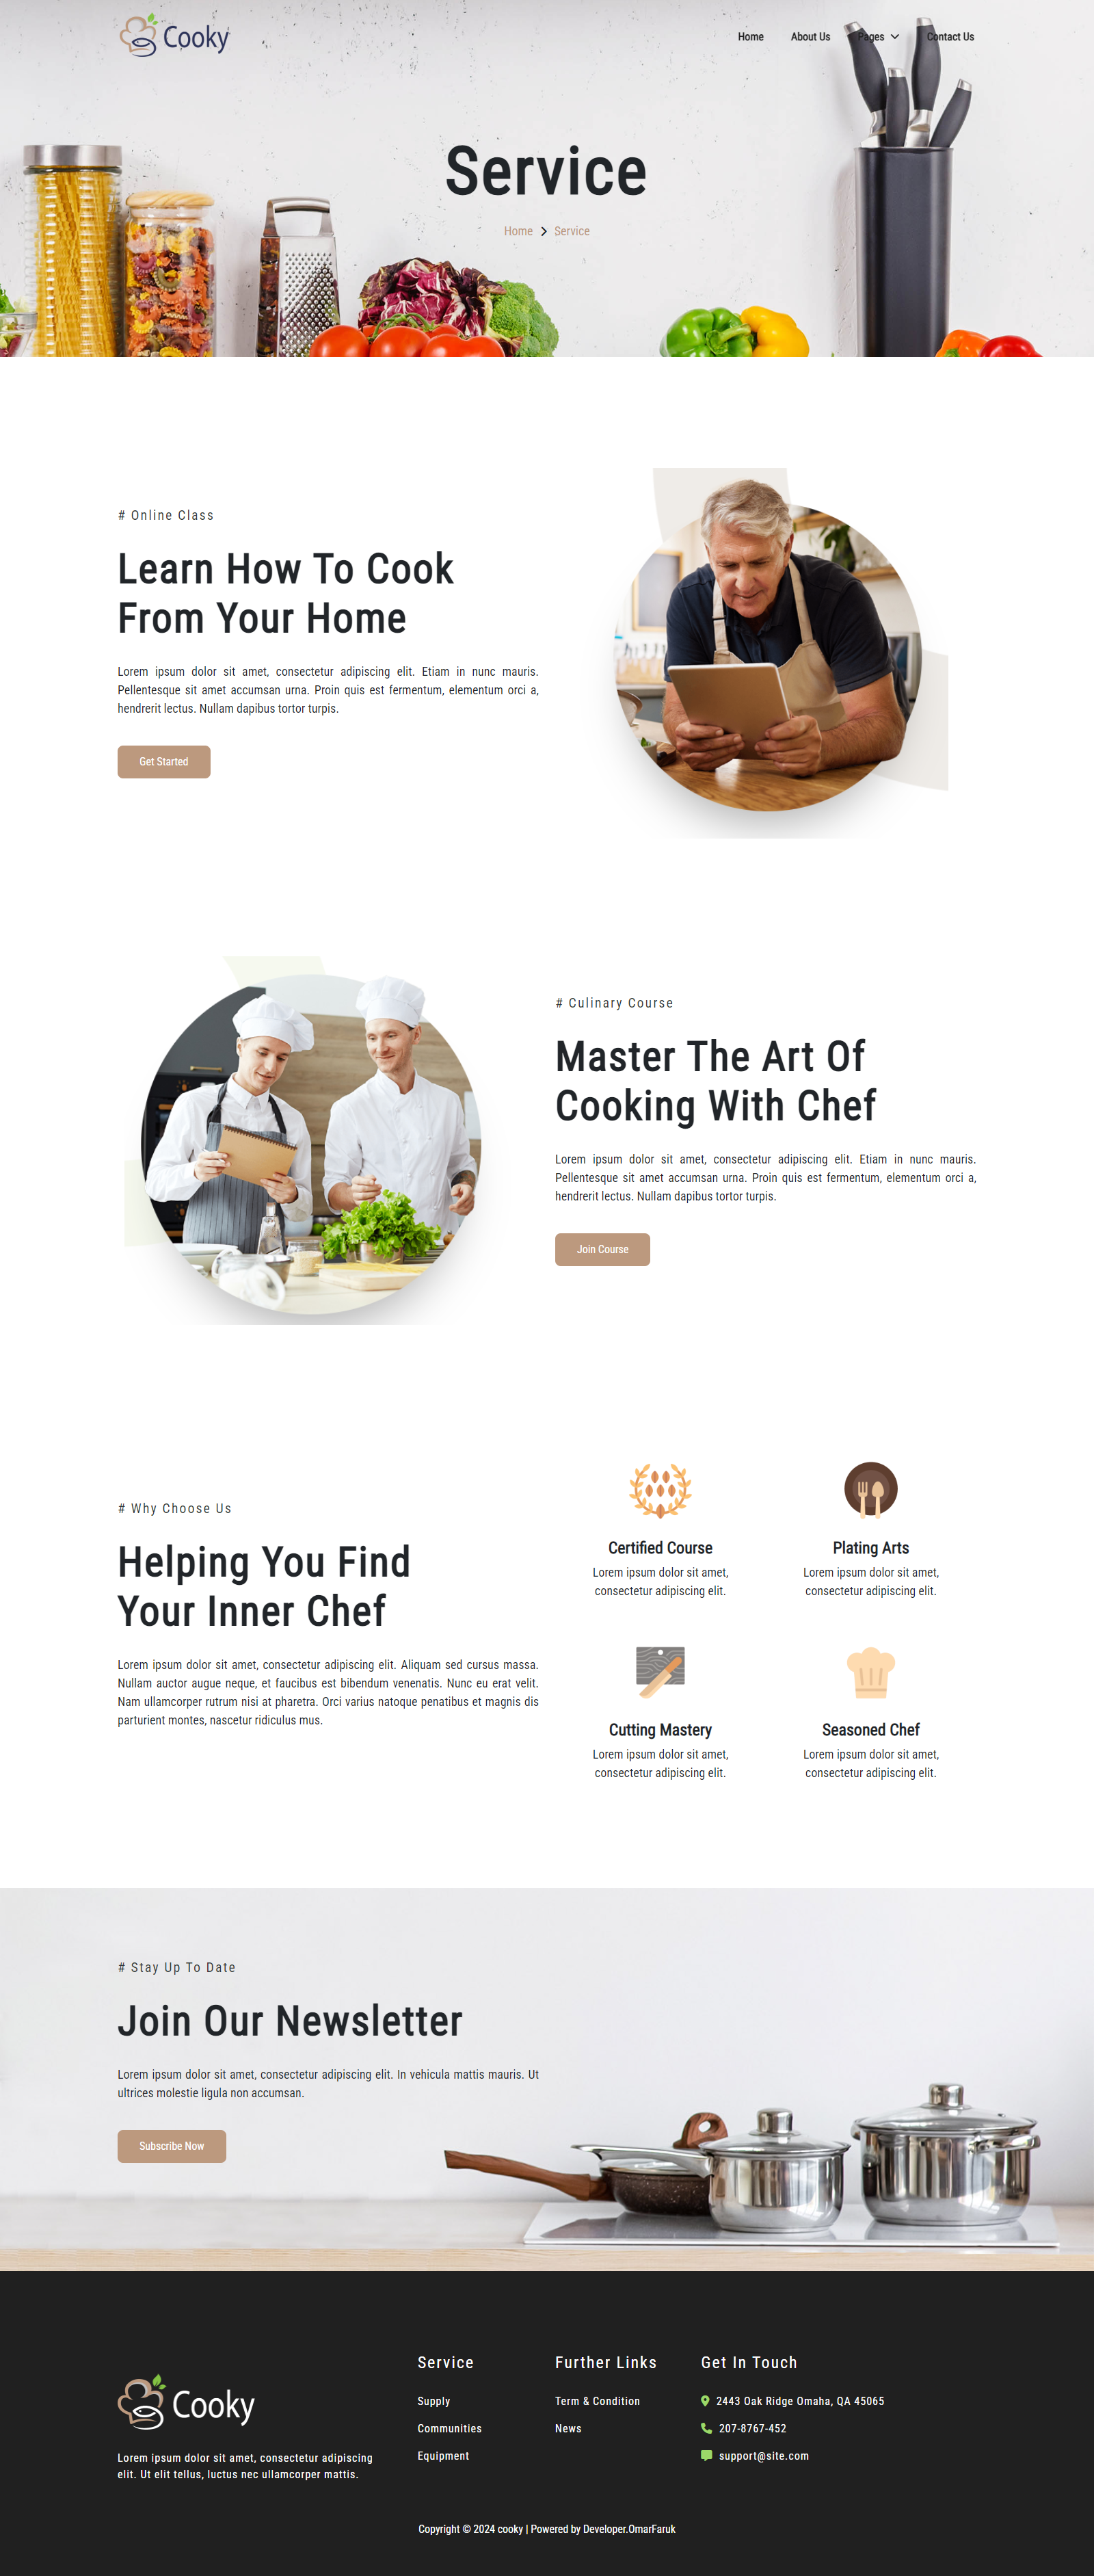 Cooky
Home
About Us
Pages
Contact Us
Service
Home
Service
# Online Class
Learn How To Cook
From Your Home
Lorem ipsum dolor sit amet, consectetur adipiscing elit. Etiam in nunc mauris.
Pellentesque sit amet accumsan urna. Proin quis est fermentum, elementum orci a,
hendrerit lectus. Nullam dapibus tortor turpis.
Get Started
# Culinary Course
Master The Art Of
Cooking With Chef
Lorem ipsum dolor sit amet, consectetur adipiscing elit. Etiam in nunc mauris.
Pellentesque sit amet accumsan urna. Proin quis est fermentum, elementum orci a,
hendrerit lectus. Nullam dapibus tortor turpis.
Join Course
# Why Choose Us
Helping You Find
Your Inner Chef
Lorem ipsum dolor sit amet, consectetur adipiscing elit. Aliquam sed cursus massa.
Nullam auctor augue neque, et faucibus est bibendum venenatis. Nunc eu erat velit.
Nam ullamcorper rutrum nisi at pharetra. Orci varius natoque penatibus et magnis dis
parturient montes, nascetur ridiculus mus.
Certified Course
Lorem ipsum dolor sit amet,
consectetur adipiscing elit.
Plating Arts
Lorem ipsum dolor sit amet,
consectetur adipiscing elit.
Cutting Mastery
Lorem ipsum dolor sit amet,
consectetur adipiscing elit.
Seasoned Chef
Lorem ipsum dolor sit amet,
consectetur adipiscing elit.
# Stay Up To Date
Join Our Newsletter
Lorem ipsum dolor sit amet, consectetur adipiscing elit. In vehicula mattis mauris. Ut
ultrices molestie ligula non accumsan.
Subscribe Now
Cooky
Lorem ipsum dolor sit amet, consectetur adipiscing
elit. Ut elit tellus, luctus nec ullamcorper mattis.
Service
Supply
Communities
Equipment
Further Links
Term & Condition
News
Get In Touch
2443 Oak Ridge Omaha, QA 45065
207-8767-452
support@site.com
Copyright © 2024 cooky | Powered by Developer.OmarFaruk